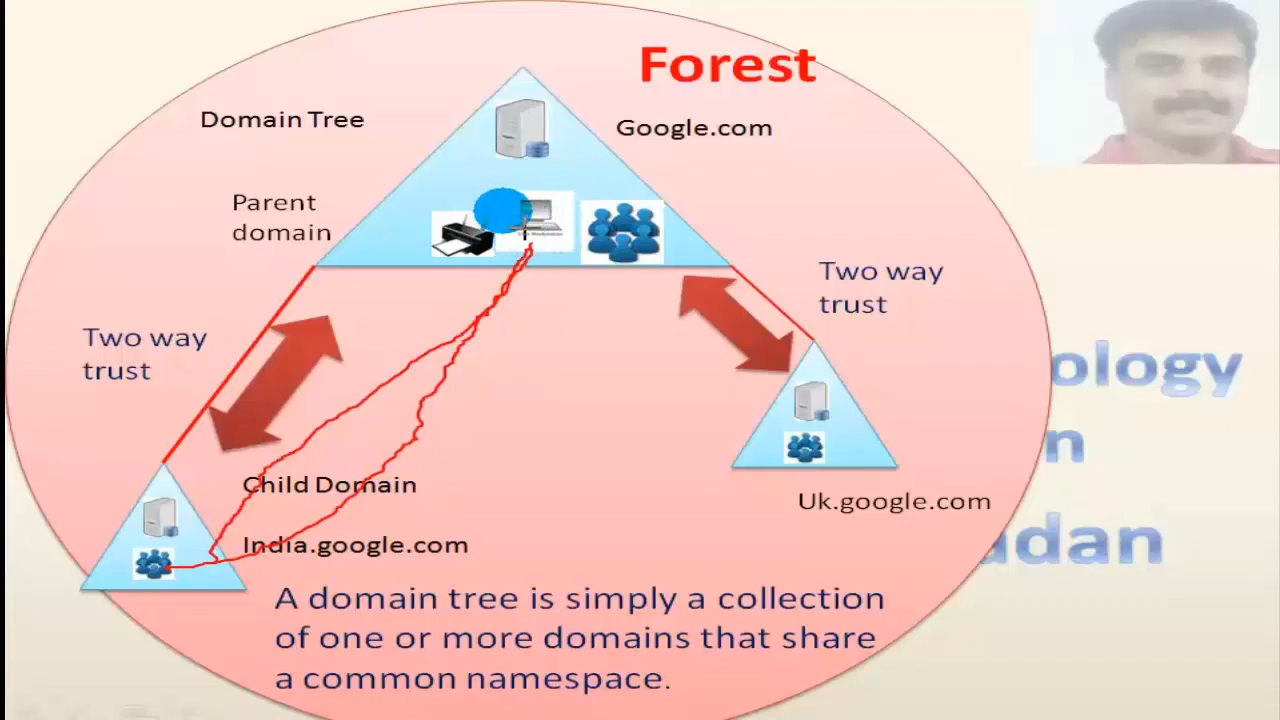 Forest
Domain Tree
Google.com
Parent
domain
Two way
trust
Two way
trust
ology
n
Child Domain
Uk.google.com
India.google.com
adan
A domain tree is simply a collection
of one or more domains that share
a common namespace.